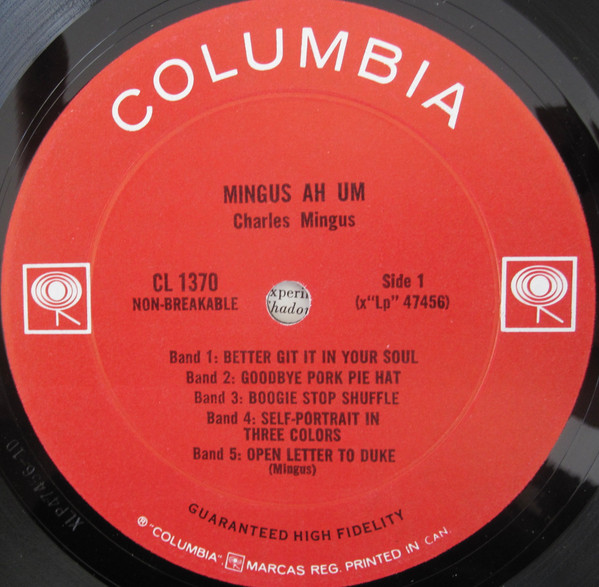 COLUMBIA
MINGUS AH UM
Charles Mingus
CL 1370
NON-BREAKABLE
Side 1
(x"Lp" 47456)
xperin
hador
Band 1: BETTER GIT IT IN YOUR SOUL
Band 2: GOODBYE PORK PIE HAT
Band 3: BOOGIE STOP SHUFFLE
Band 4: SELF-PORTRAIT IN
THREE COLORS
Band 5: OPEN LETTER TO DUKE
(Mingus)
GUARANTEED HIGH FIDELITY
® "COLUMBIA", MARCAS REG. PRINTED IN CAN.